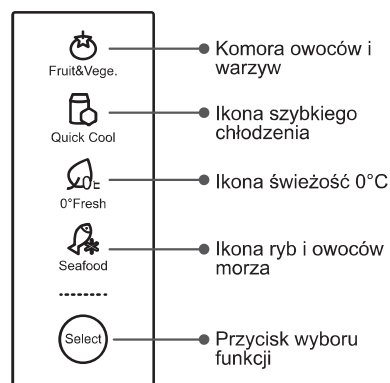 Fruit&Vege.
Komora owoców i
warzyw
Quick Cool
Ikona szybkiego
chłodzenia
0°Fresh
Ikona świeżość 0°C
Seafood
Ikona ryb i owoców
morza
Select
Przycisk wyboru
funkcji